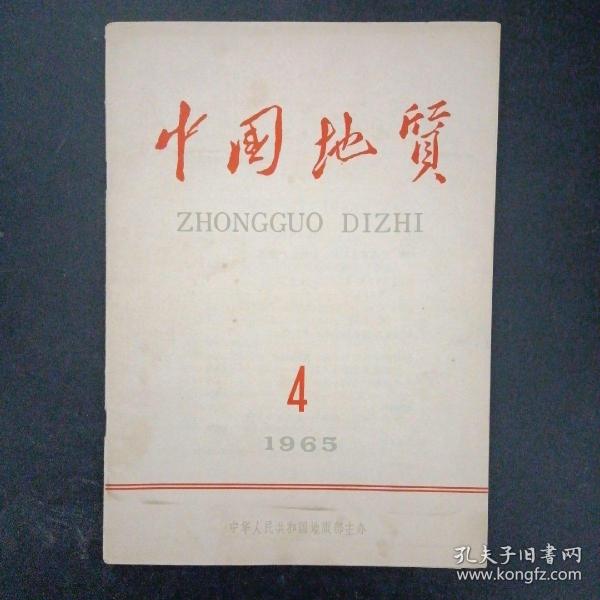 中国地質
ZHONGGUO DIZHI
4
1965
中华人民共和国地质部主办
孔夫子旧書网
www.kongfz.com